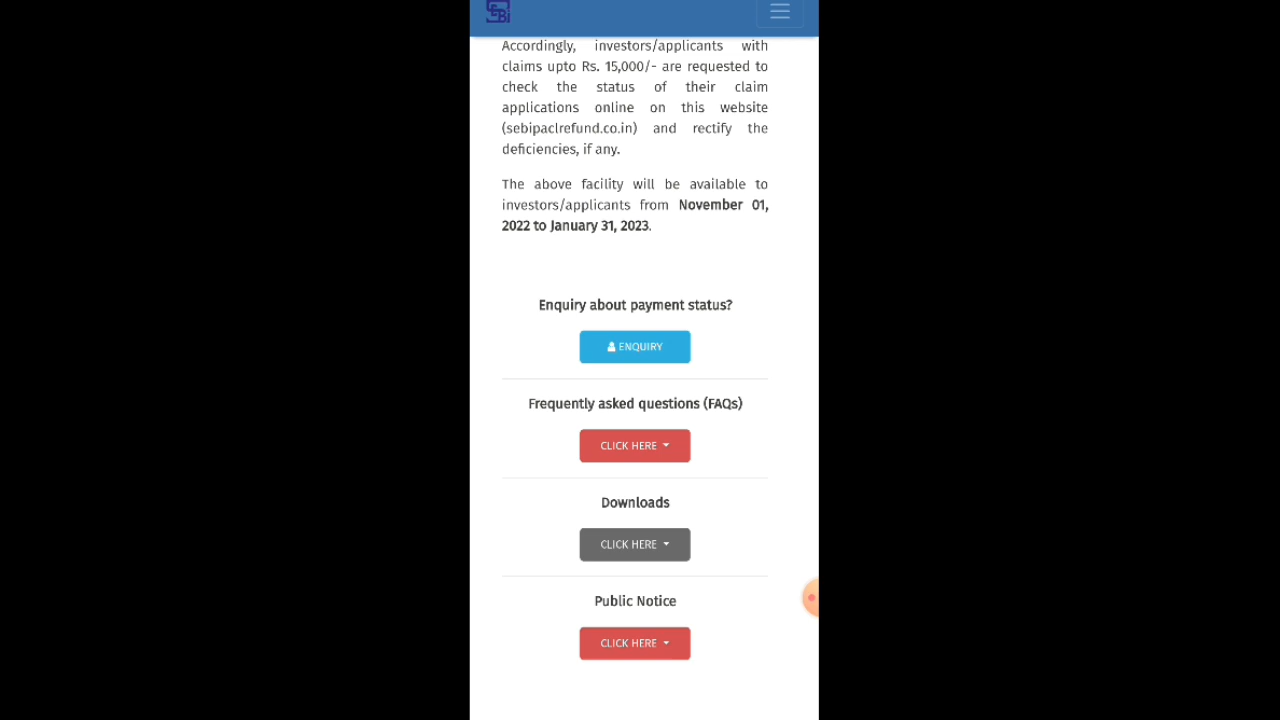 SEBI
Accordingly, investors/applicants with
claims upto Rs. 15,000/- are requested to
check the status of their claim
applications online on this website
(sebipaclrefund.co.in) and rectify the
deficiencies, if any.
The above facility will be available to
investors/applicants from November 01,
2022 to January 31, 2023.
Enquiry about payment status?
ENQUIRY
Frequently asked questions (FAQs)
CLICK HERE
Downloads
CLICK HERE
Public Notice
CLICK HERE